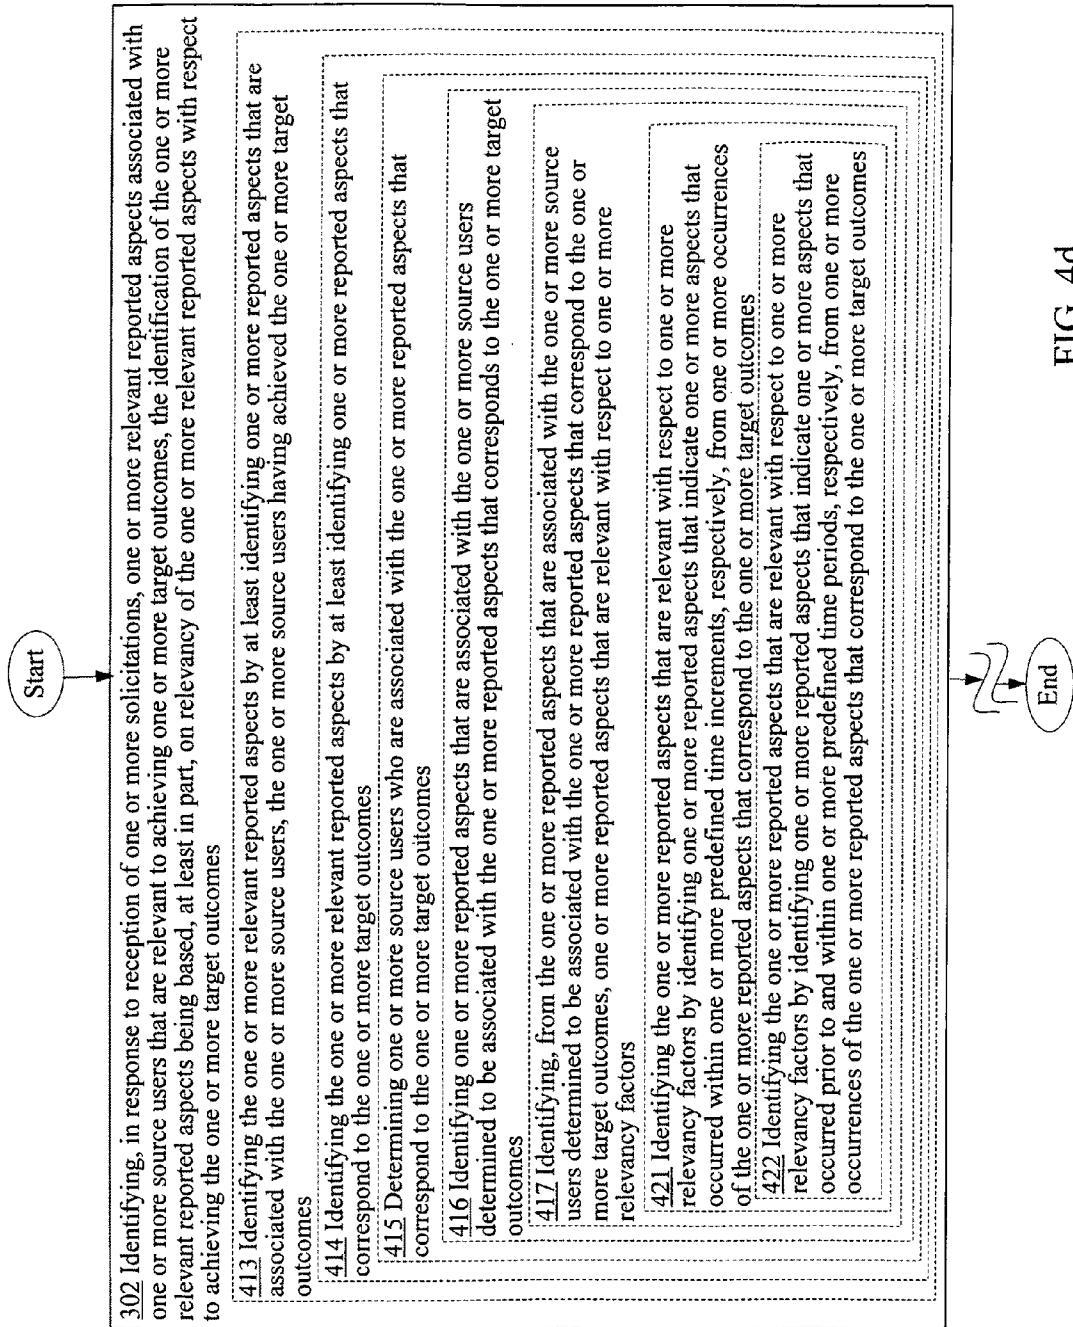 Start
302 Identifying, in response to reception of one or more solicitations, one or more relevant reported aspects associated with
one or more source users that are relevant to achieving one or more target outcomes, the identification of the one or more
relevant reported aspects being based, at least in part, on relevancy of the one or more relevant reported aspects with respect
to achieving the one or more target outcomes
413 Identifying the one or more relevant reported aspects by at least identifying one or more reported aspects that are
associated with the one or more source users, the one or more source users having achieved the one or more target
outcomes
414 Identifying the one or more relevant reported aspects by at least identifying one or more reported aspects that
correspond to the one or more target outcomes
415 Determining one or more source users who are associated with the one or more reported aspects that
correspond to the one or more target outcomes
416 Identifying one or more reported aspects that are associated with the one or more source users
determined to be associated with the one or more reported aspects that corresponds to the one or more target
outcomes
417 Identifying, from the one or more reported aspects that are associated with the one or more source
users determined to be associated with the one or more reported aspects that correspond to the one or
more target outcomes, one or more reported aspects that are relevant with respect to one or more
relevancy factors
421 Identifying the one or more reported aspects that are relevant with respect to one or more
relevancy factors by identifying one or more reported aspects that indicate one or more aspects that
occurred within one or more predefined time increments, respectively, from one or more occurrences
of the one or more reported aspects that correspond to the one or more target outcomes
422 Identifying the one or more reported aspects that are relevant with respect to one or more
relevancy factors by identifying one or more reported aspects that indicate one or more aspects that
occurred prior to and within one or more predefined time periods, respectively, from one or more
occurrences of the one or more reported aspects that correspond to the one or more target outcomes
End
FIG. 4d